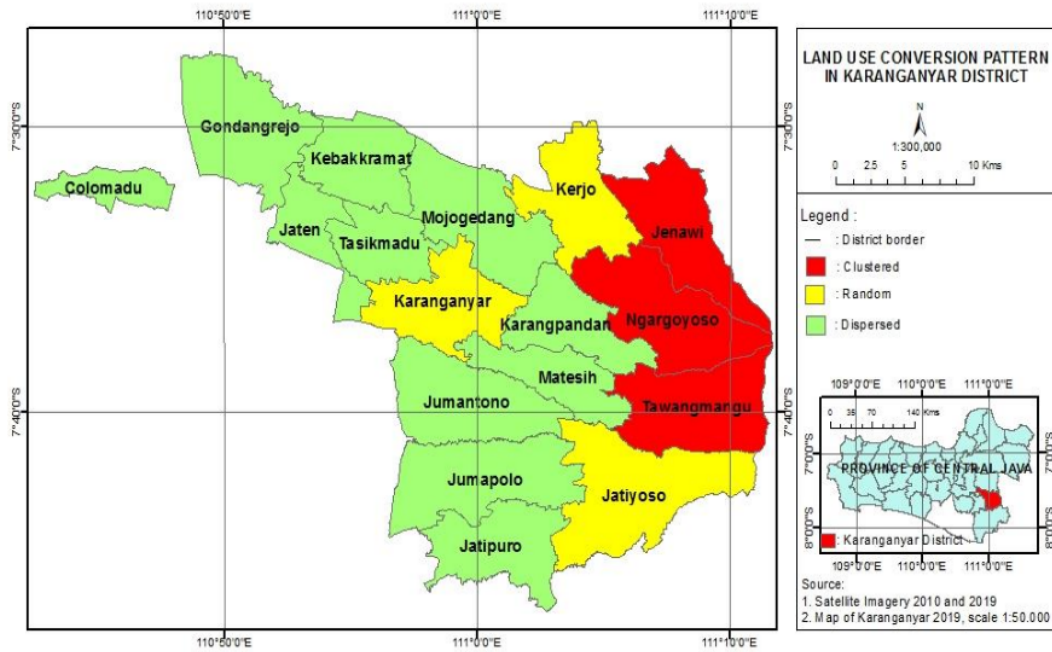 110°50'0"E
111°0'0"E
111°10'0"E
7°30'0"S
7°30'0"S
7°40'0"S
7°40'0"S
Gondangrejo
Kebakkramat
Colomadu
Kerjo
Mojogedang
Jenawi
Jaten
Tasikmadu
Karanganyar
Karangpandan
Ngargoyoso
Matesih
Jumantono
Tawangmangu
Jumapolo
Jatiyoso
Jatipuro
110°50'0"E
111°0'0"E
111°10'0"E
LAND USE CONVERSION PATTERN
IN KARANGANYAR DISTRICT
N
1:300,000
0 2.5 5 10 Kms
Legend :
: District border
: Clustered
: Random
: Dispersed
109°0'0"E 110°0'0"E 111°0'0"E
0 35 70 140 Kms
7°0'0"S
7°0'0"S
PROVINCE OF CENTRAL JAVA
8°0'0"S
8°0'0"S
: Karanganyar District
109°0'0"E 110°0'0"E 111°0'0"E
Source:
1. Satellite Imagery 2010 and 2019
2. Map of Karanganyar 2019, scale 1:50.000